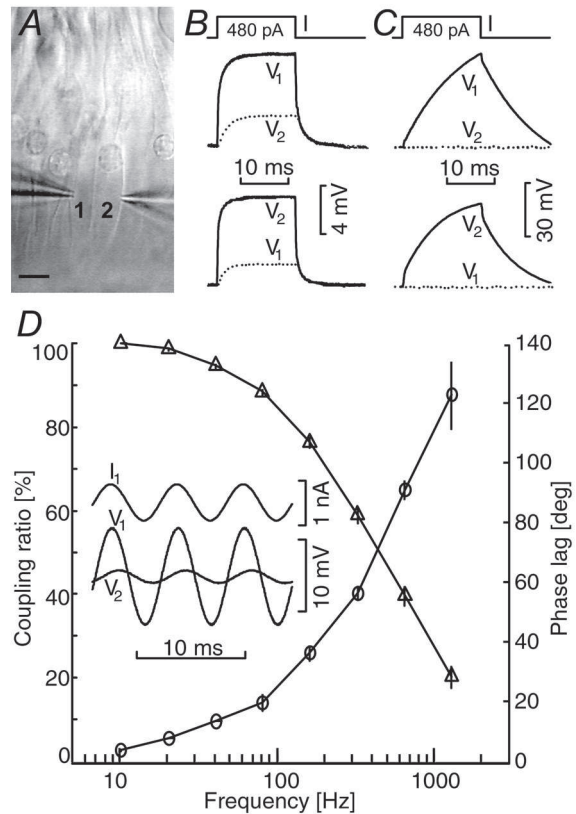 A
B
C
480 pA
I
480 pA
I
V1
V1
V2
V2
10 ms
10 ms
1 2
V2
V2
4 mV
30 mV
V1
V1
D
100
80
60
40
20
0
Coupling ratio [%]
140
120
100
80
60
40
20
0
Phase lag [deg]
I1
1 nA
V1
10 mV
V2
10 ms
10
100
1000
Frequency [Hz]